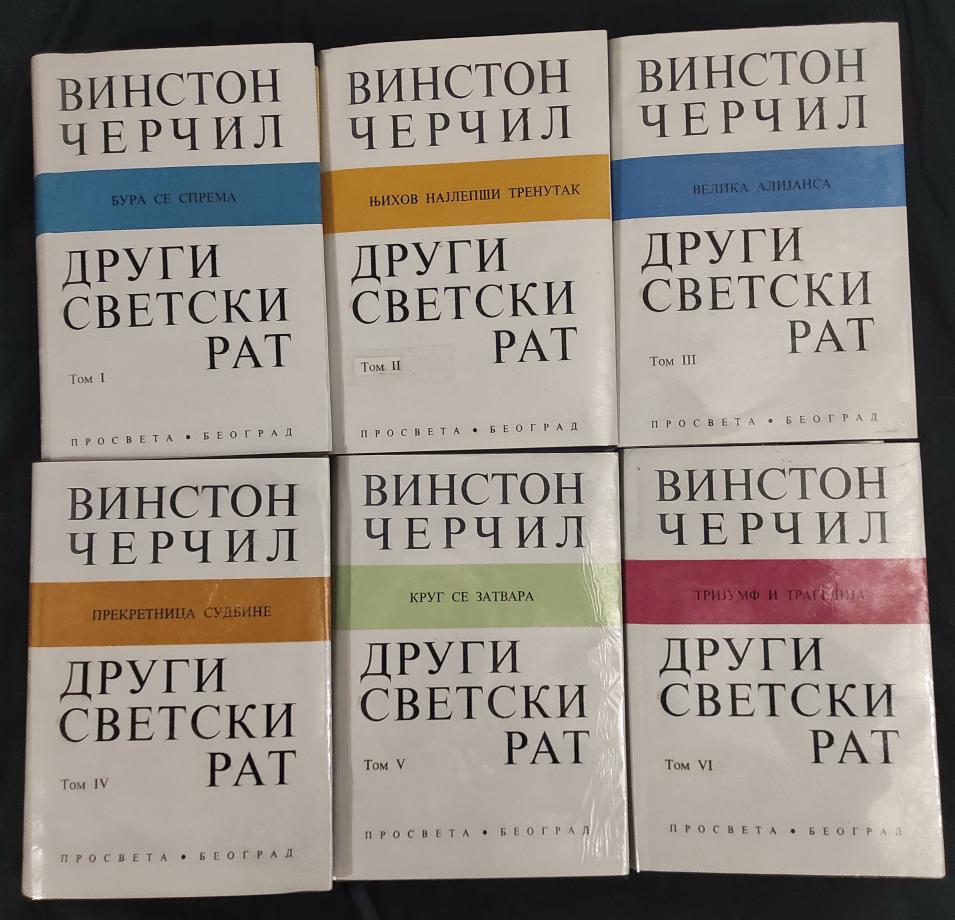 ВИНСТОН
ЧЕРЧИЛ
БУРА СЕ СПРЕМА
ДРУГИ
СВЕТСКИ
РАТ
Том I
ПРОСВЕТА • БЕОГРАД
ВИНСТОН
ЧЕРЧИЛ
ЊИХОВ НАЈЛЕПШИ ТРЕНУТАК
ДРУГИ
СВЕТСКИ
РАТ
Том II
ПРОСВЕТА • БЕОГРАД
ВИНСТОН
ЧЕРЧИЛ
ВЕЛИКА АЛИЈАНСА
ДРУГИ
СВЕТСКИ
РАТ
Том III
ПРОСВЕТА • БЕОГРАД
ВИНСТОН
ЧЕРЧИЛ
ПРЕКРЕТНИЦА СУДБИНЕ
ДРУГИ
СВЕТСКИ
РАТ
Том IV
ПРОСВЕТА • БЕОГРАД
ВИНСТОН
ЧЕРЧИЛ
КРУГ СЕ ЗАТВАРА
ДРУГИ
СВЕТСКИ
РАТ
Том V
ПРОСВЕТА • БЕОГРАД
ВИНСТОН
ЧЕРЧИЛ
ТРИЈУМФ И ТРАГЕДИЈА
ДРУГИ
СВЕТСКИ
РАТ
Том VI
ПРОСВЕТА • БЕОГРАД